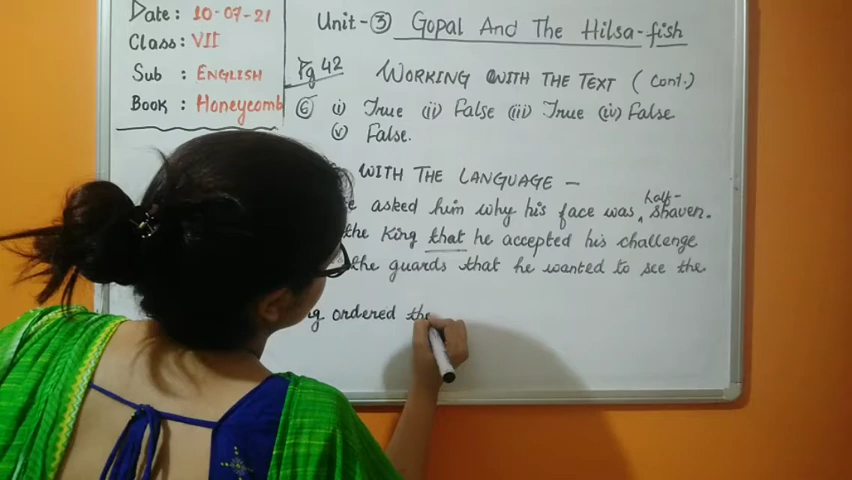 Date: 10-07-21
Class: VII
Sub : ENGLISH
Book : Honeycomb
Unit-③ Gopal And The Hilsa-fish
Pg 42 WORKING WITH THE TEXT (Cont.)
⑥ i) True (ii) False (iii) True (iv) False
(v) False.
WITH THE LANGUAGE –
asked him why his face was half-shaven.
the King that he accepted his challenge
the guards that he wanted to see the
ordered the